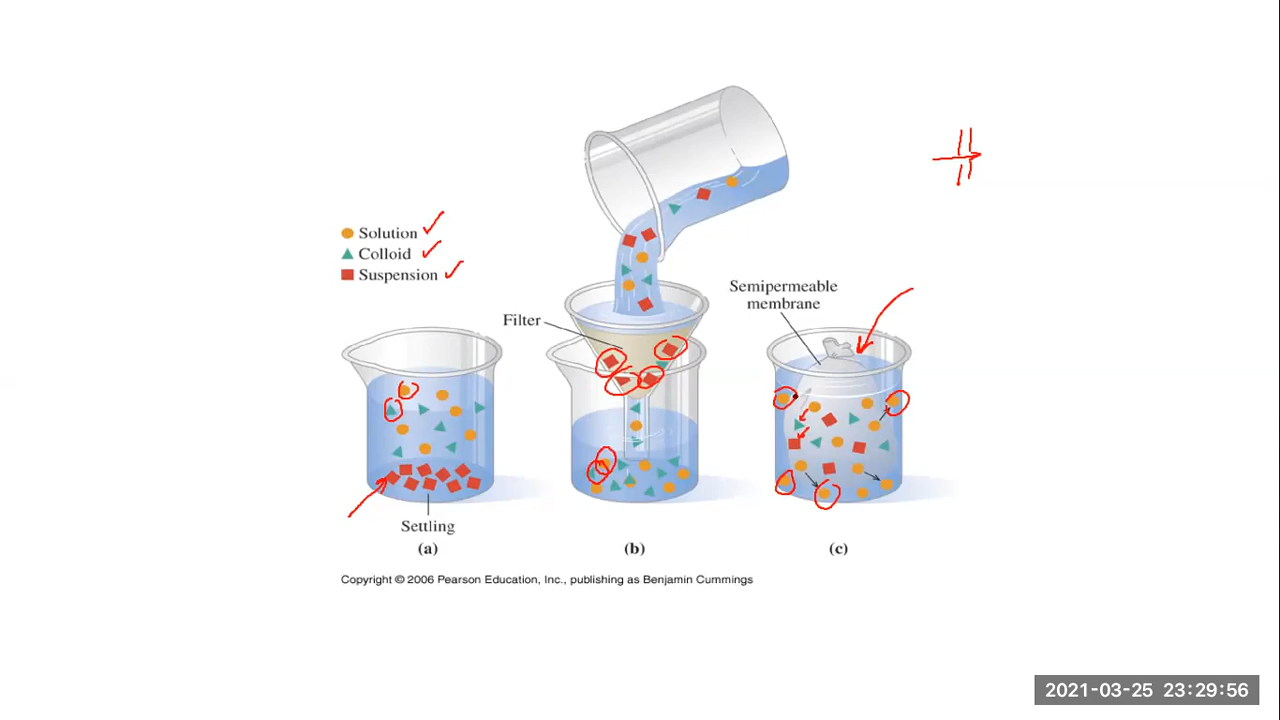 Solution
Colloid
Suspension
Filter
Semipermeable
membrane
Settling
(a)
(b)
(c)
Copyright © 2006 Pearson Education, Inc., publishing as Benjamin Cummings
2021-03-25 23:29:56